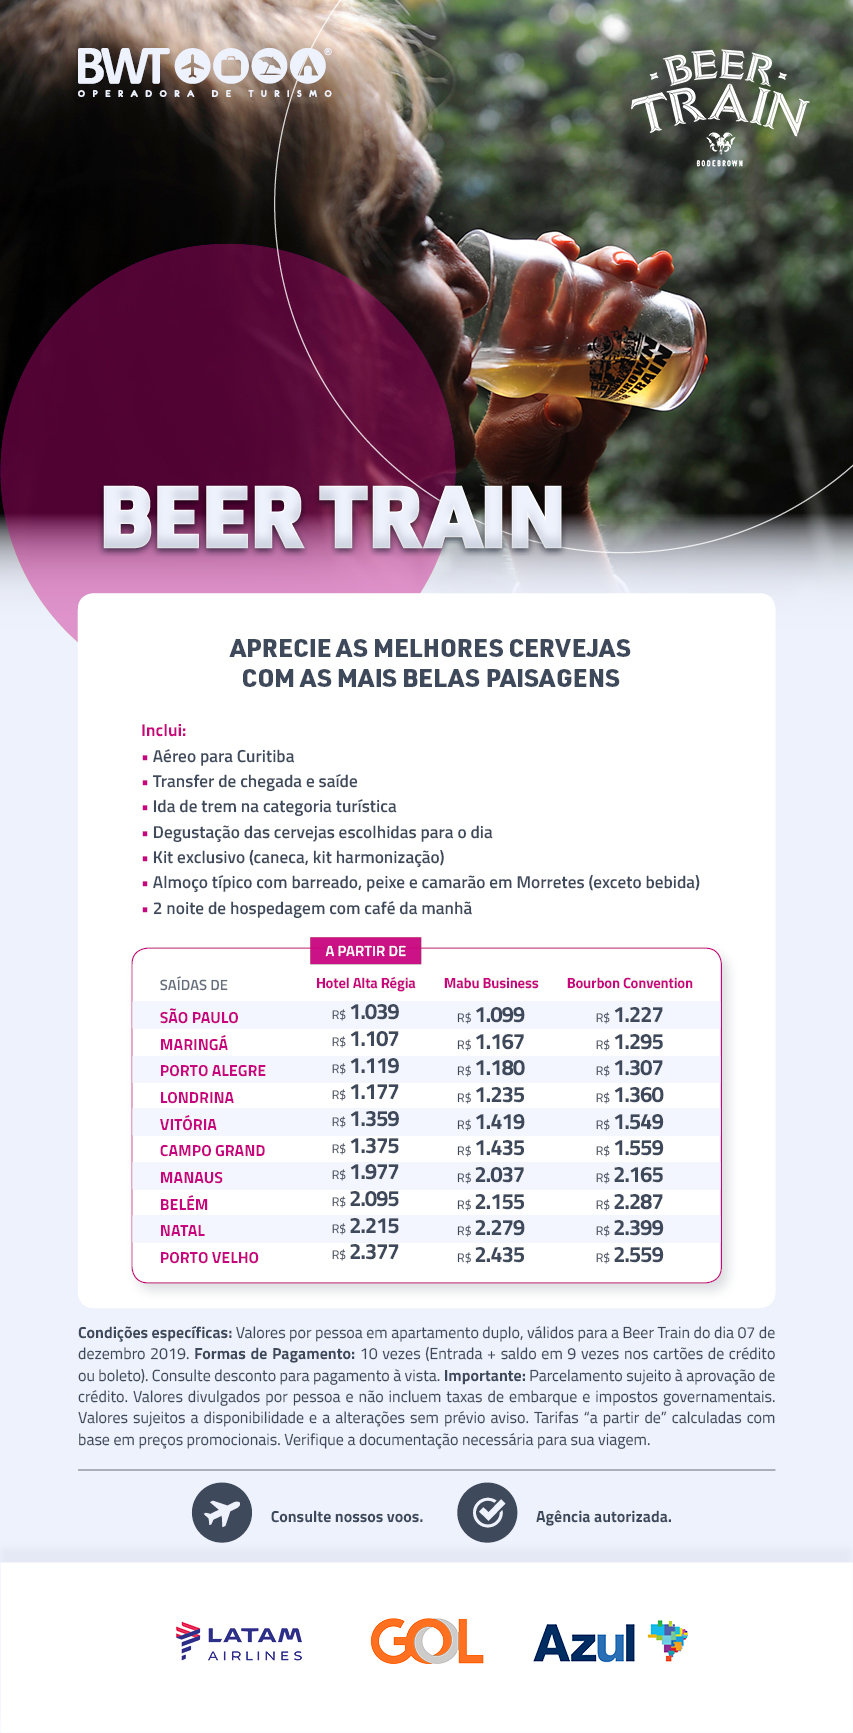 BWT ®
OPERADORA DE TURISMO
·BEER·
TRAIN
BODEBROWN
BROWN
BEER TRAIN
BEER TRAIN
APRECIE AS MELHORES CERVEJAS
COM AS MAIS BELAS PAISAGENS
Inclui:
▪ Aéreo para Curitiba
▪ Transfer de chegada e saíde
▪ Ida de trem na categoria turística
▪ Degustação das cervejas escolhidas para o dia
▪ Kit exclusivo (caneca, kit harmonização)
▪ Almoço típico com barreado, peixe e camarão em Morretes (exceto bebida)
▪ 2 noite de hospedagem com café da manhã
A PARTIR DE
SAÍDAS DE Hotel Alta Régia Mabu Business Bourbon Convention
SÃO PAULO R$ 1.039 R$ 1.099 R$ 1.227
MARINGÁ R$ 1.107 R$ 1.167 R$ 1.295
PORTO ALEGRE R$ 1.119 R$ 1.180 R$ 1.307
LONDRINA R$ 1.177 R$ 1.235 R$ 1.360
VITÓRIA R$ 1.359 R$ 1.419 R$ 1.549
CAMPO GRAND R$ 1.375 R$ 1.435 R$ 1.559
MANAUS R$ 1.977 R$ 2.037 R$ 2.165
BELÉM R$ 2.095 R$ 2.155 R$ 2.287
NATAL R$ 2.215 R$ 2.279 R$ 2.399
PORTO VELHO R$ 2.377 R$ 2.435 R$ 2.559
Condições específicas: Valores por pessoa em apartamento duplo, válidos para a Beer Train do dia 07 de
dezembro 2019. Formas de Pagamento: 10 vezes (Entrada + saldo em 9 vezes nos cartões de crédito
ou boleto). Consulte desconto para pagamento à vista. Importante: Parcelamento sujeito à aprovação de
crédito. Valores divulgados por pessoa e não incluem taxas de embarque e impostos governamentais.
Valores sujeitos a disponibilidade e a alterações sem prévio aviso. Tarifas “a partir de” calculadas com
base em preços promocionais. Verifique a documentação necessária para sua viagem.
Consulte nossos voos. Agência autorizada.
LATAM
AIRLINES
GOL
Azul